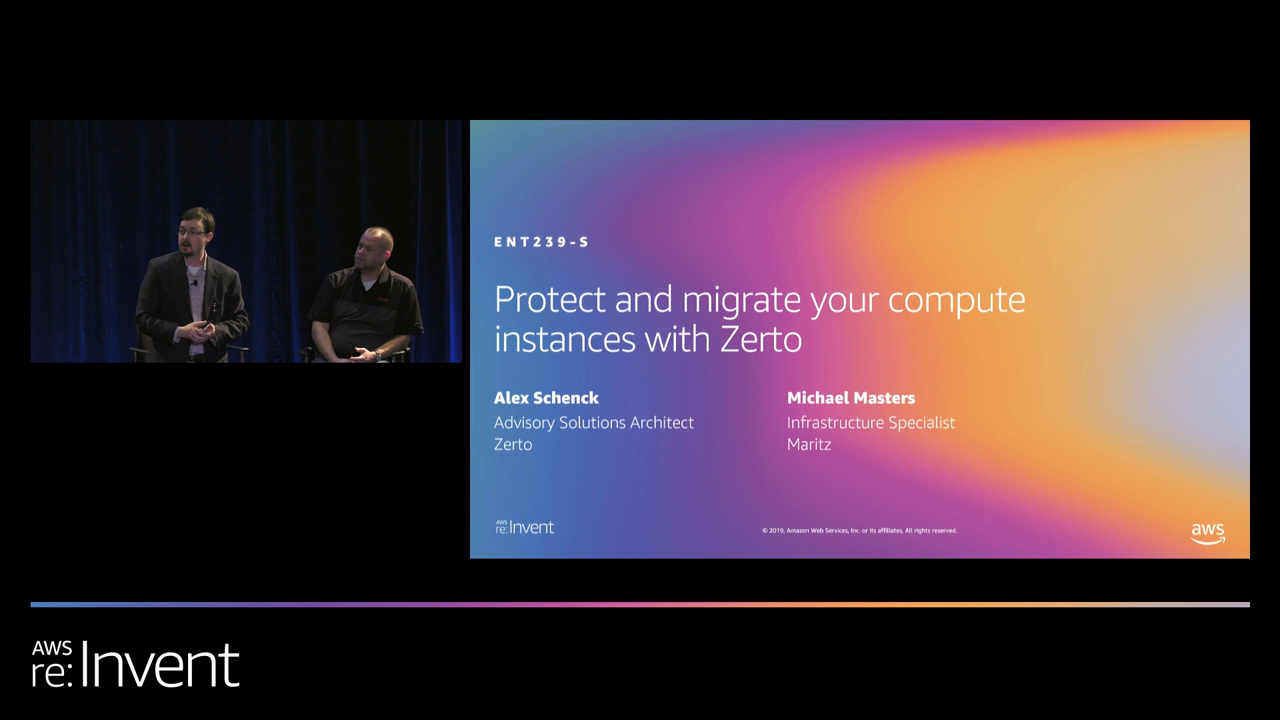 ENT239-S
Protect and migrate your compute
instances with Zerto
Alex Schenck
Advisory Solutions Architect
Zerto
Michael Masters
Infrastructure Specialist
Maritz
AWS
re:Invent
© 2019, Amazon Web Services, Inc. or its affiliates. All rights reserved.
aws
AWS
re:Invent